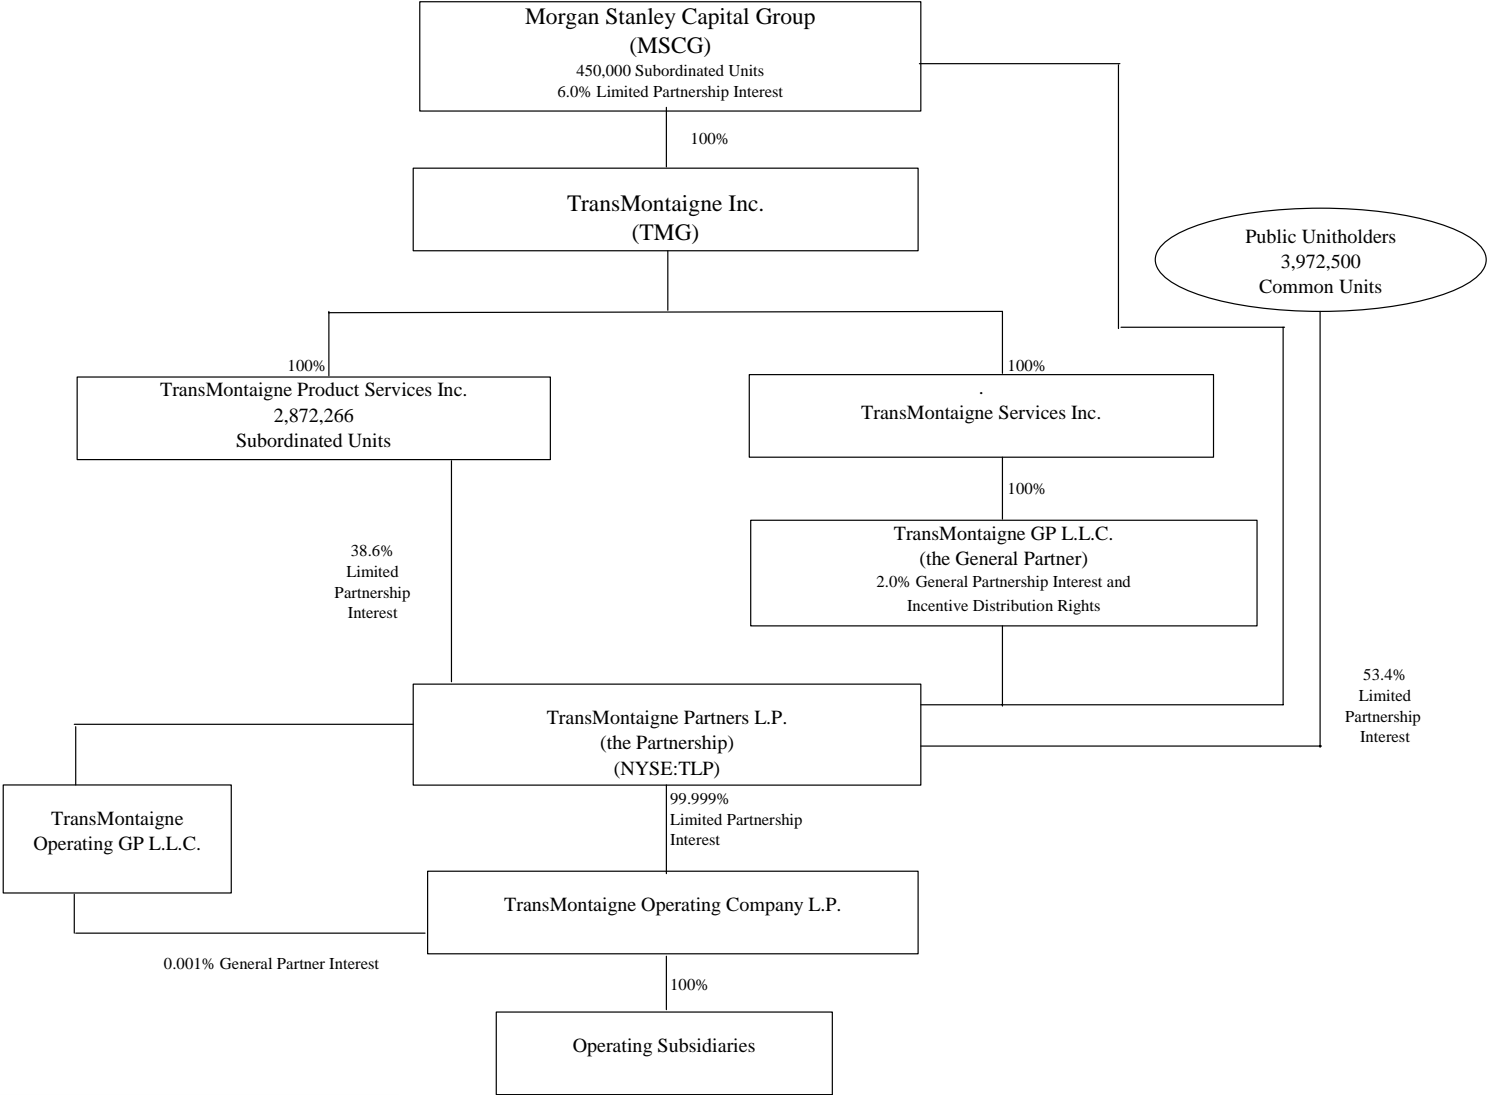 Morgan Stanley Capital Group
(MSCG)
450,000 Subordinated Units
6.0% Limited Partnership Interest
100%
TransMontaigne Inc.
(TMG)
Public Unitholders
3,972,500
Common Units
100%
TransMontaigne Product Services Inc.
2,872,266
Subordinated Units
100%
.
TransMontaigne Services Inc.
100%
TransMontaigne GP L.L.C.
(the General Partner)
2.0% General Partnership Interest and
Incentive Distribution Rights
38.6%
Limited
Partnership
Interest
53.4%
Limited
Partnership
Interest
TransMontaigne Partners L.P.
(the Partnership)
(NYSE:TLP)
99.999%
Limited Partnership
Interest
TransMontaigne
Operating GP L.L.C.
TransMontaigne Operating Company L.P.
0.001% General Partner Interest
100%
Operating Subsidiaries